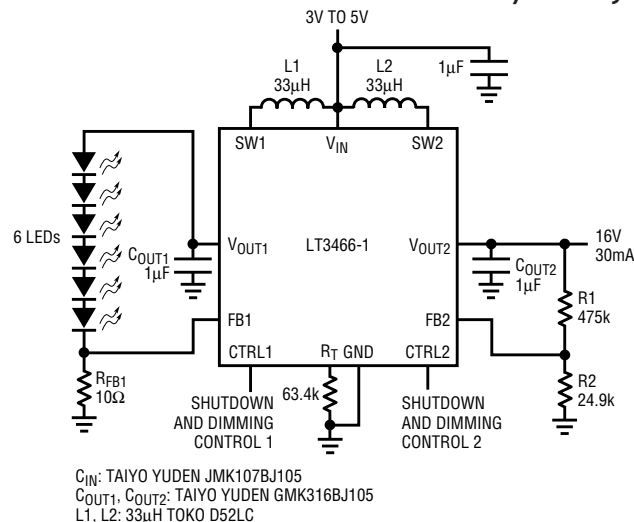 3V TO 5V
L1
33µH
L2
33µH
1µF
SW1
VIN
SW2
6 LEDs
VOUT1
LT3466-1
VOUT2
16V
30mA
COUT1
1µF
COUT2
1µF
R1
475k
FB1
FB2
CTRL1
RT GND
CTRL2
RFB1
10Ω
63.4k
R2
24.9k
SHUTDOWN
AND DIMMING
CONTROL 1
SHUTDOWN
AND DIMMING
CONTROL 2
CIN: TAIYO YUDEN JMK107BJ105
COUT1, COUT2: TAIYO YUDEN GMK316BJ105
L1, L2: 33µH TOKO D52LC